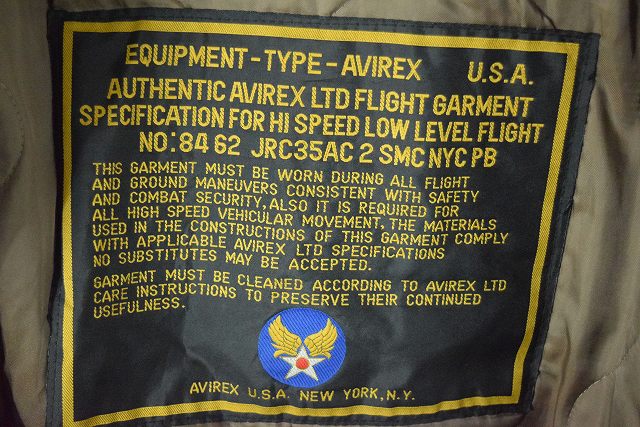 EQUIPMENT-TYPE-AVIREX U.S.A.
AUTHENTIC AVIREX LTD FLIGHT GARMENT
SPECIFICATION FOR HI SPEED LOW LEVEL FLIGHT
NO:84 62 JRC35AC 2 SMC NYC PB
THIS GARMENT MUST BE WORN DURING ALL FLIGHT
AND GROUND MANEUVERS CONSISTENT WITH SAFETY
AND COMBAT SECURITY, ALSO IT IS REQUIRED FOR
ALL HIGH SPEED VEHICULAR MOVEMENT, THE MATERIALS
USED IN THE CONSTRUCTIONS OF THIS GARMENT COMPLY
WITH APPLICABLE AVIREX LTD SPECIFICATIONS
NO SUBSTITUTES MAY BE ACCEPTED.
GARMENT MUST BE CLEANED ACCORDING TO AVIREX LTD
CARE INSTRUCTIONS TO PRESERVE THEIR CONTINUED
USEFULNESS.
AVIREX U.S.A. NEW YORK, N.Y.